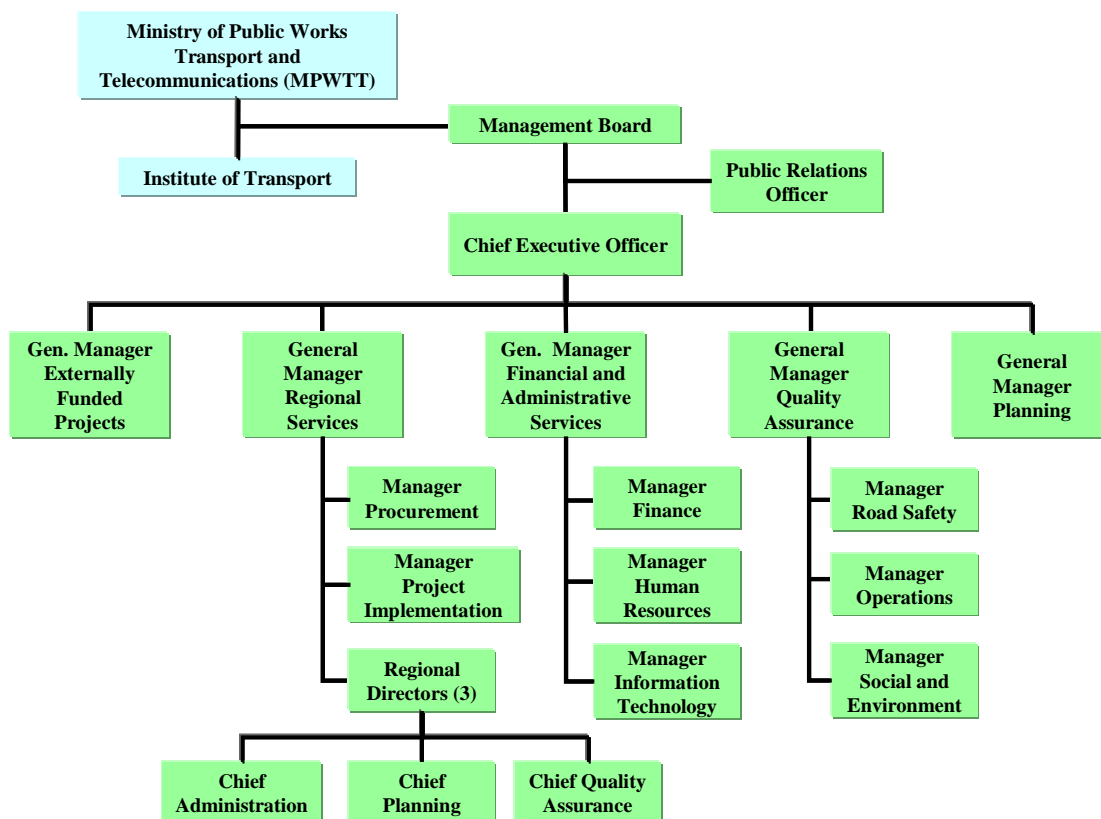 Ministry of Public Works
Transport and
Telecommunications (MPWTT)
Management Board
Institute of Transport
Public Relations
Officer
Chief Executive Officer
Gen. Manager
Externally
Funded
Projects
General
Manager
Regional
Services
Gen. Manager
Financial and
Administrative
Services
General
Manager
Quality
Assurance
General
Manager
Planning
Manager
Procurement
Manager
Finance
Manager
Road Safety
Manager
Project
Implementation
Manager
Human
Resources
Manager
Operations
Regional
Directors (3)
Manager
Information
Technology
Manager
Social and
Environment
Chief
Administration
Chief
Planning
Chief Quality
Assurance